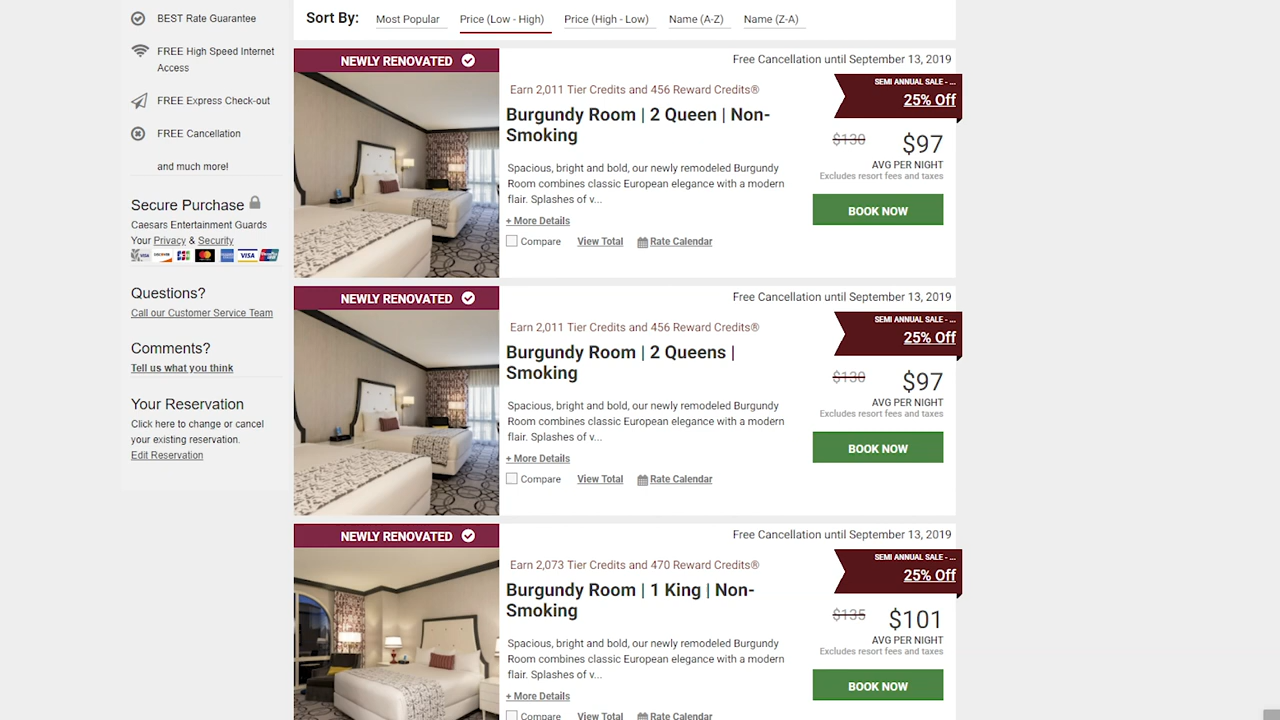 BEST Rate Guarantee
FREE High Speed Internet
Access
FREE Express Check-out
FREE Cancellation
and much more!
Secure Purchase
Caesars Entertainment Guards
Your Privacy & Security
VISA DISCOVER JCB MasterCard VISA
Questions?
Call our Customer Service Team
Comments?
Tell us what you think
Your Reservation
Click here to change or cancel
your existing reservation.
Edit Reservation
Sort By: Most Popular Price (Low - High) Price (High - Low) Name (A-Z) Name (Z-A)
NEWLY RENOVATED
Free Cancellation until September 13, 2019
Earn 2,011 Tier Credits and 456 Reward Credits®
Burgundy Room | 2 Queen | Non-
Smoking
Spacious, bright and bold, our newly remodeled Burgundy
Room combines classic European elegance with a modern
flair. Splashes of v...
+ More Details
Compare View Total Rate Calendar
SEMI ANNUAL SALE - ...
25% Off
$130 $97
AVG PER NIGHT
Excludes resort fees and taxes
BOOK NOW
NEWLY RENOVATED
Free Cancellation until September 13, 2019
Earn 2,011 Tier Credits and 456 Reward Credits®
Burgundy Room | 2 Queens |
Smoking
Spacious, bright and bold, our newly remodeled Burgundy
Room combines classic European elegance with a modern
flair. Splashes of v...
+ More Details
Compare View Total Rate Calendar
SEMI ANNUAL SALE - ...
25% Off
$130 $97
AVG PER NIGHT
Excludes resort fees and taxes
BOOK NOW
NEWLY RENOVATED
Free Cancellation until September 13, 2019
Earn 2,073 Tier Credits and 470 Reward Credits®
Burgundy Room | 1 King | Non-
Smoking
Spacious, bright and bold, our newly remodeled Burgundy
Room combines classic European elegance with a modern
flair. Splashes of v...
+ More Details
Compare View Total Rate Calendar
SEMI ANNUAL SALE - ...
25% Off
$135 $101
AVG PER NIGHT
Excludes resort fees and taxes
BOOK NOW